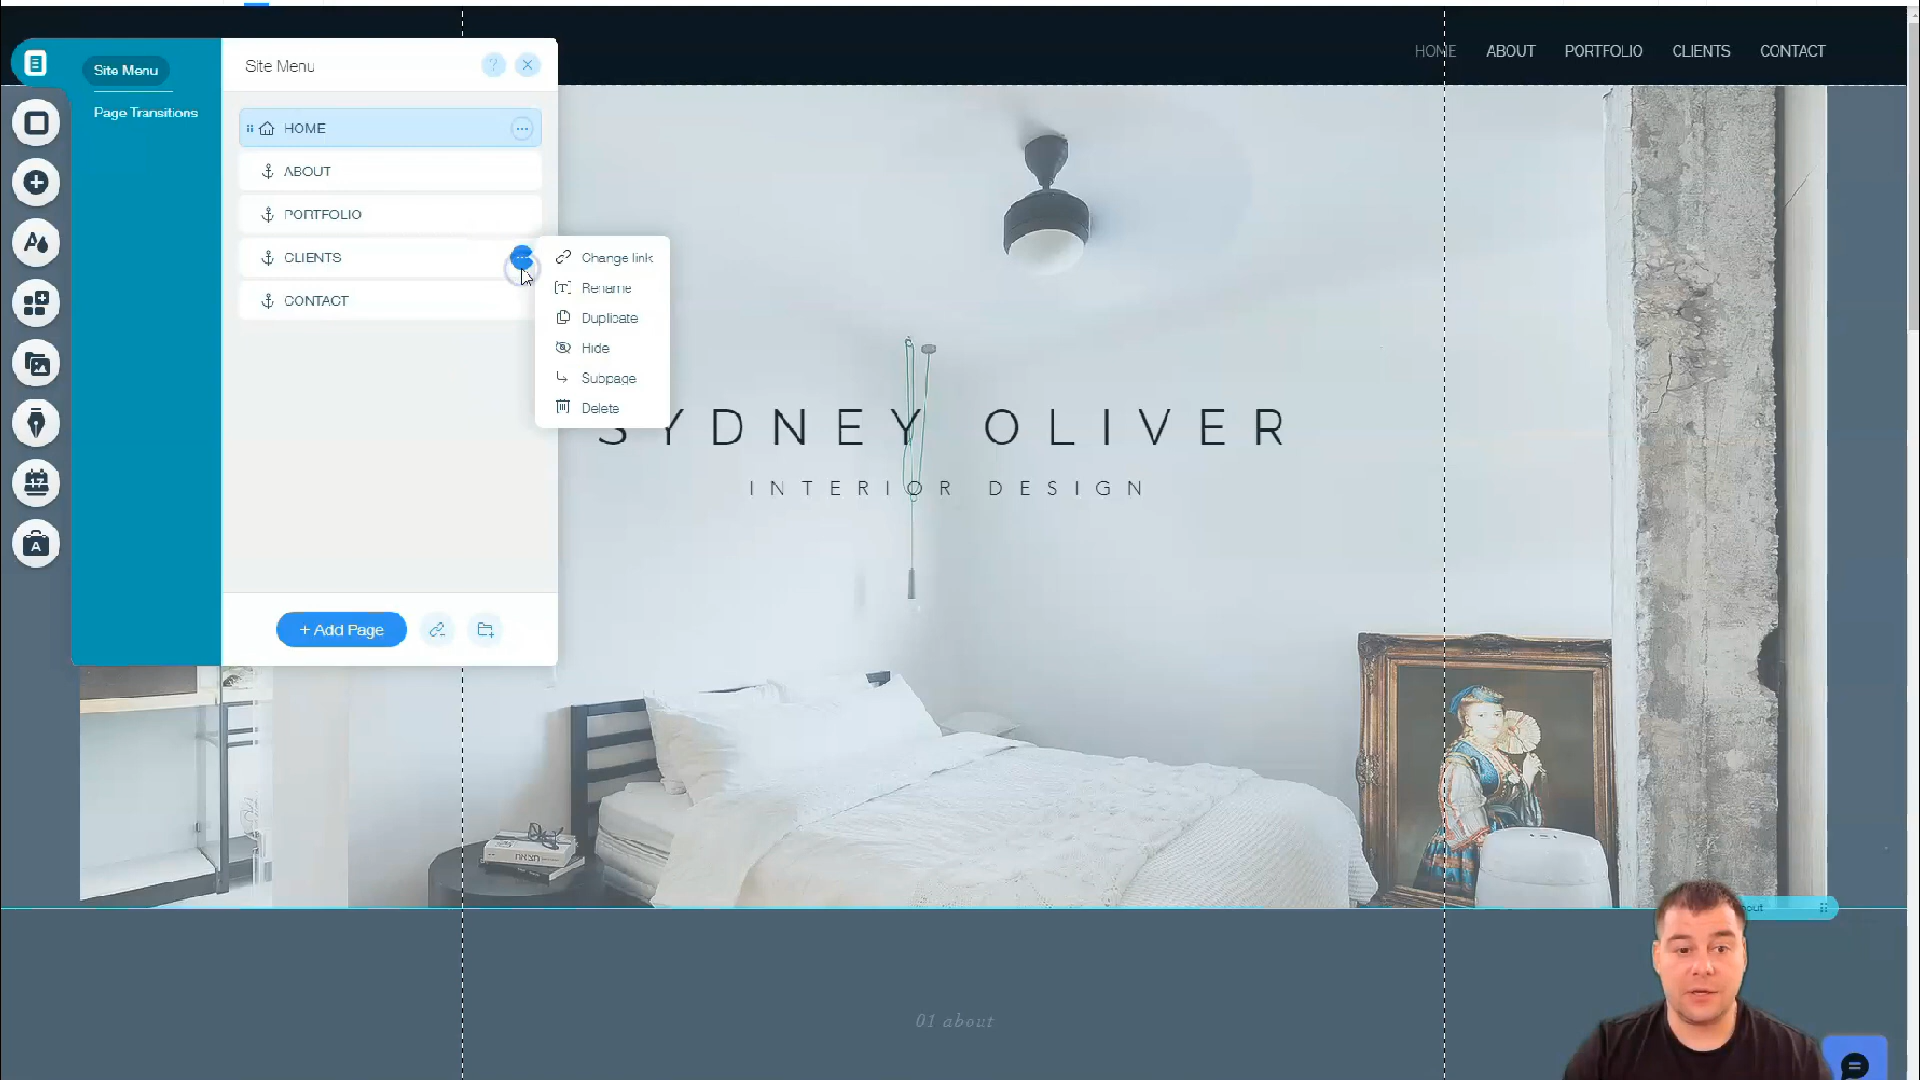 HOME ABOUT PORTFOLIO CLIENTS CONTACT
Site Menu
Page Transitions
Site Menu
?
HOME
ABOUT
PORTFOLIO
CLIENTS
CONTACT
Change link
Rename
Duplicate
Hide
Subpage
Delete
+ Add Page
17
A
SYDNEY OLIVER
INTERIOR DESIGN
01 about